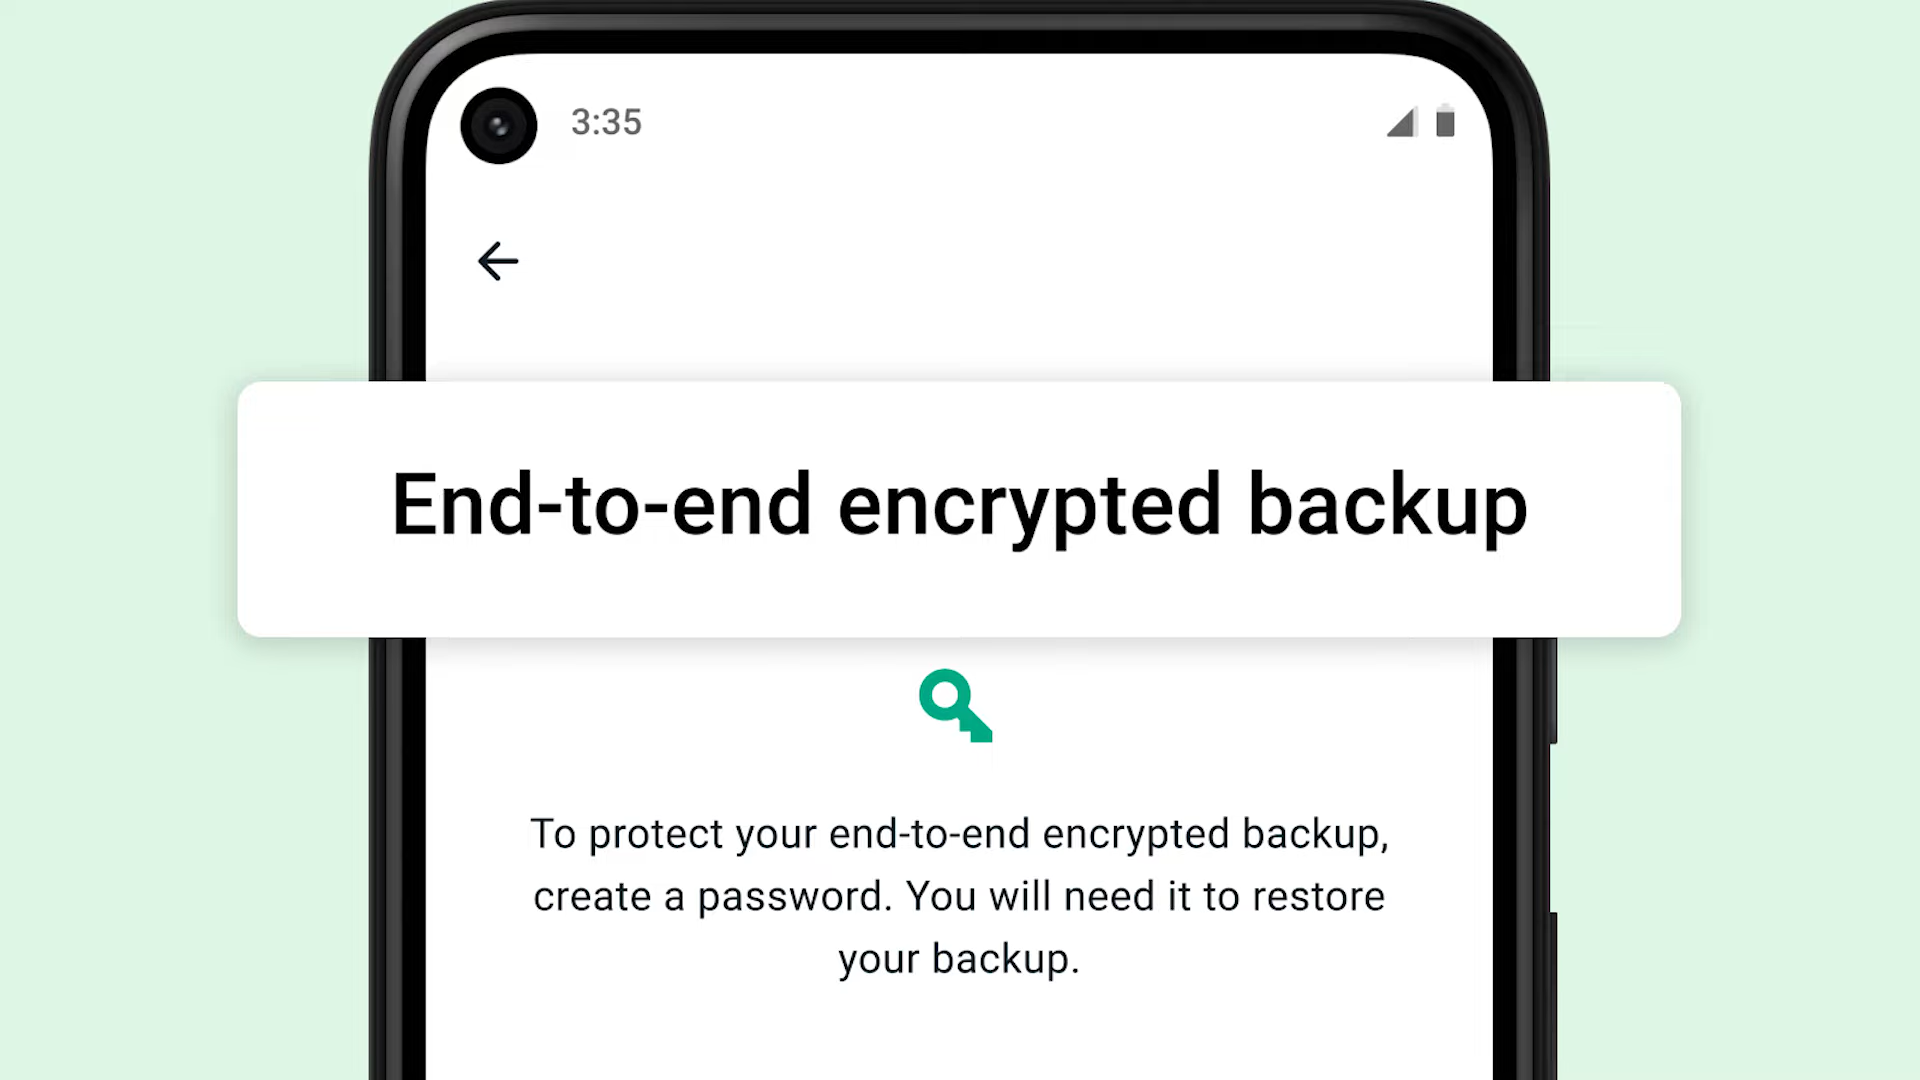 3:35
End-to-end encrypted backup
To protect your end-to-end encrypted backup,
create a password. You will need it to restore
your backup.